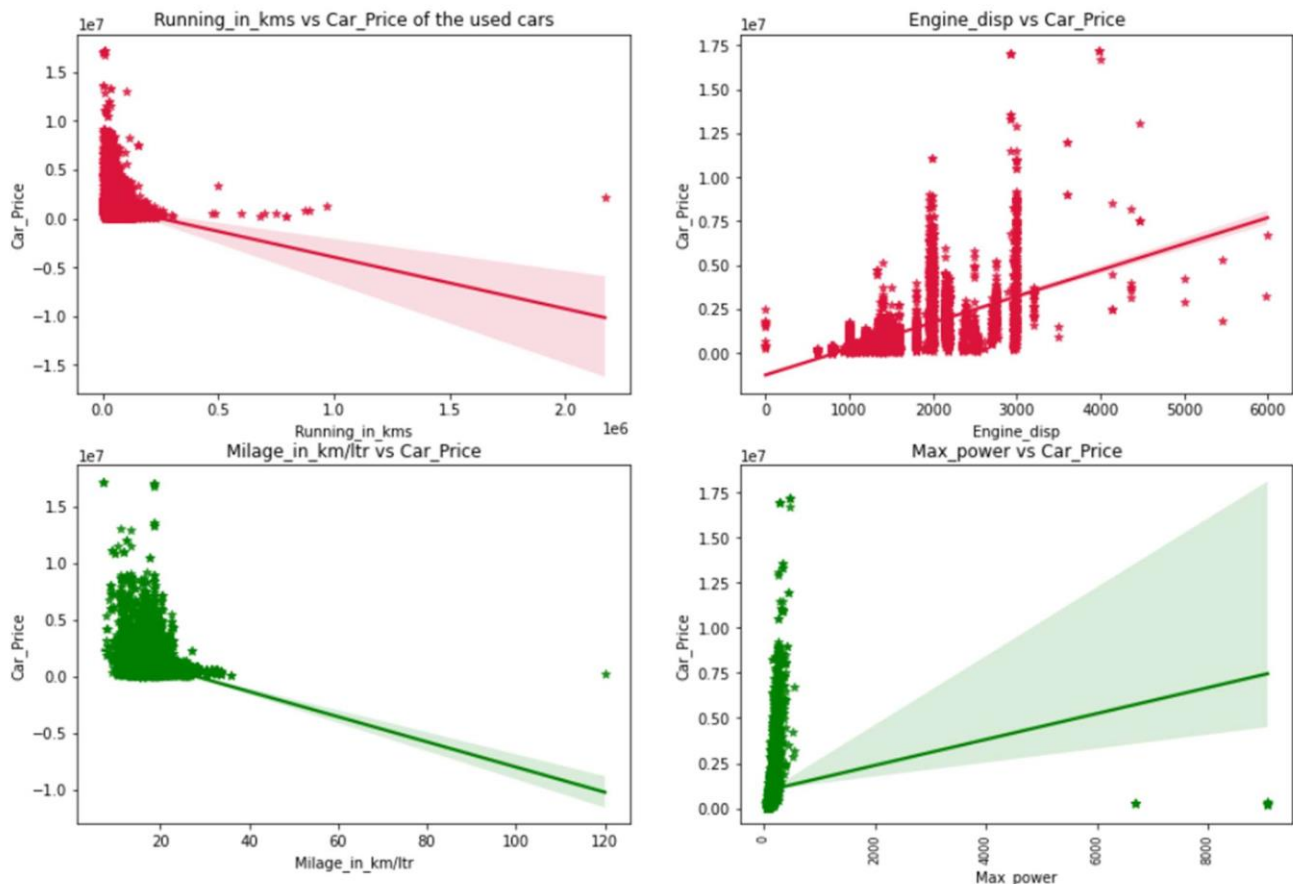 Running_in_kms vs Car_Price of the used cars
1e7
1.5
1.0
0.5
0.0
−0.5
−1.0
−1.5
Car_Price
0.0 0.5 1.0 1.5 2.0
1e6
Running_in_kms
Engine_disp vs Car_Price
1e7
1.75
1.50
1.25
1.00
0.75
0.50
0.25
0.00
Car_Price
0 1000 2000 3000 4000 5000 6000
Engine_disp
Milage_in_km/ltr vs Car_Price
1e7
1.5
1.0
0.5
0.0
−0.5
−1.0
Car_Price
20 40 60 80 100 120
Milage_in_km/ltr
Max_power vs Car_Price
1e7
1.75
1.50
1.25
1.00
0.75
0.50
0.25
0.00
Car_Price
0 2000 4000 6000 8000
Max_power